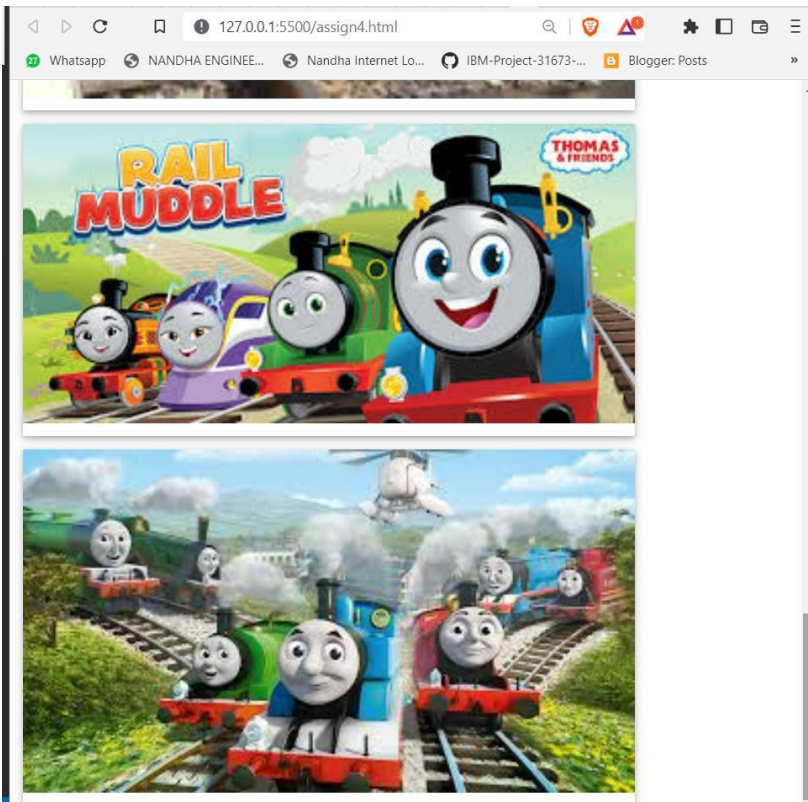 127.0.0.1:5500/assign4.html
1
27 Whatsapp NANDHA ENGINEE... Nandha Internet Lo... IBM-Project-31673-... Blogger: Posts »
RAIL
MUDDLE
THOMAS
& FRIENDS